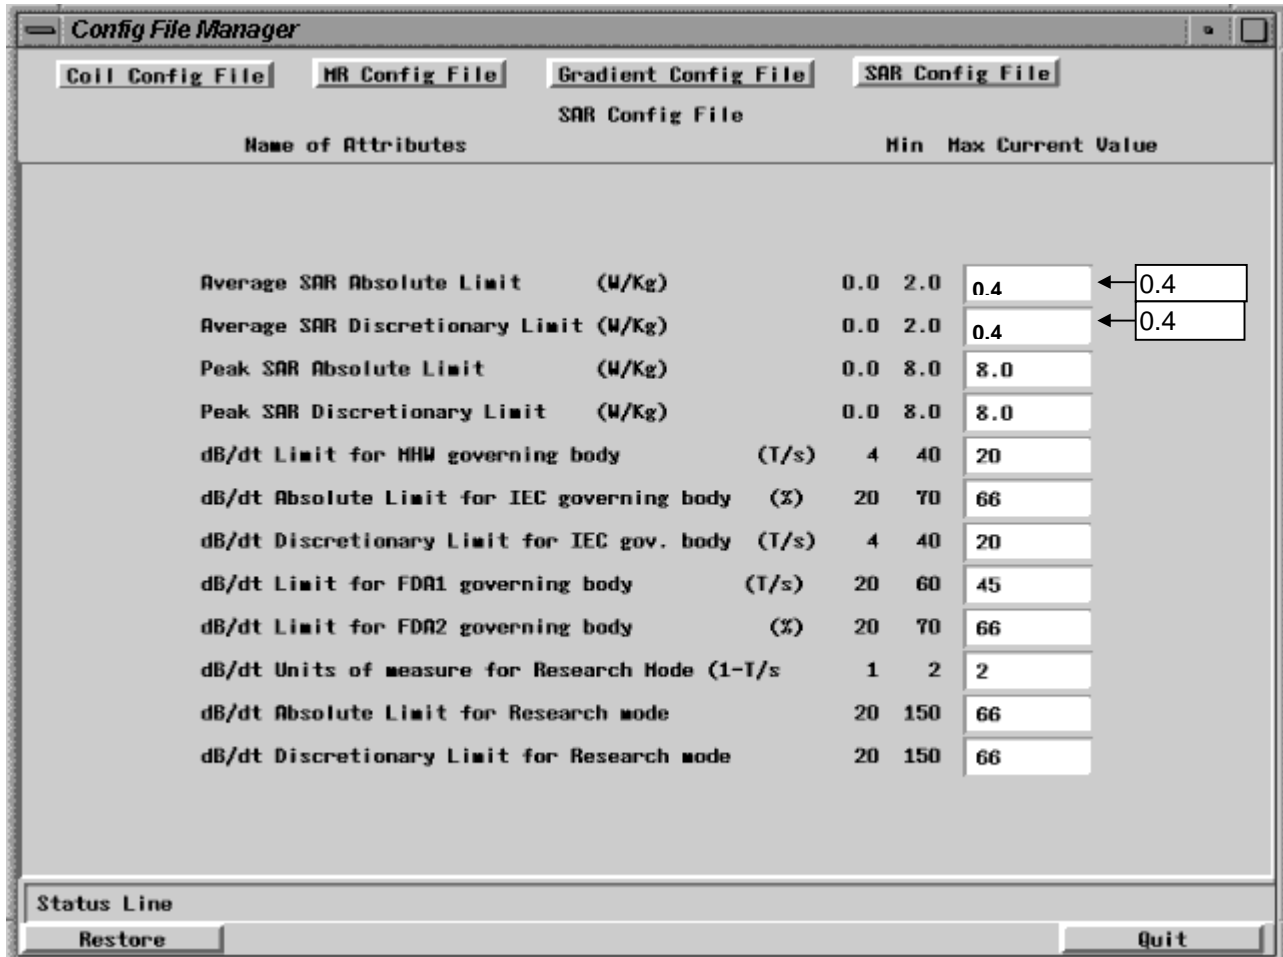 Config File Manager
Coil Config File MR Config File Gradient Config File SAR Config File
SAR Config File
Name of Attributes Min Max Current Value
Average SAR Absolute Limit (W/Kg) 0.0 2.0 0.4 0.4
Average SAR Discretionary Limit (W/Kg) 0.0 2.0 0.4 0.4
Peak SAR Absolute Limit (W/Kg) 0.0 8.0 8.0
Peak SAR Discretionary Limit (W/Kg) 0.0 8.0 8.0
dB/dt Limit for MHW governing body (T/s) 4 40 20
dB/dt Absolute Limit for IEC governing body (%) 20 70 66
dB/dt Discretionary Limit for IEC gov. body (T/s) 4 40 20
dB/dt Limit for FDA1 governing body (T/s) 20 60 45
dB/dt Limit for FDA2 governing body (%) 20 70 66
dB/dt Units of measure for Research Mode (1-T/s 1 2 2
dB/dt Absolute Limit for Research mode 20 150 66
dB/dt Discretionary Limit for Research mode 20 150 66
Status Line
Restore Quit